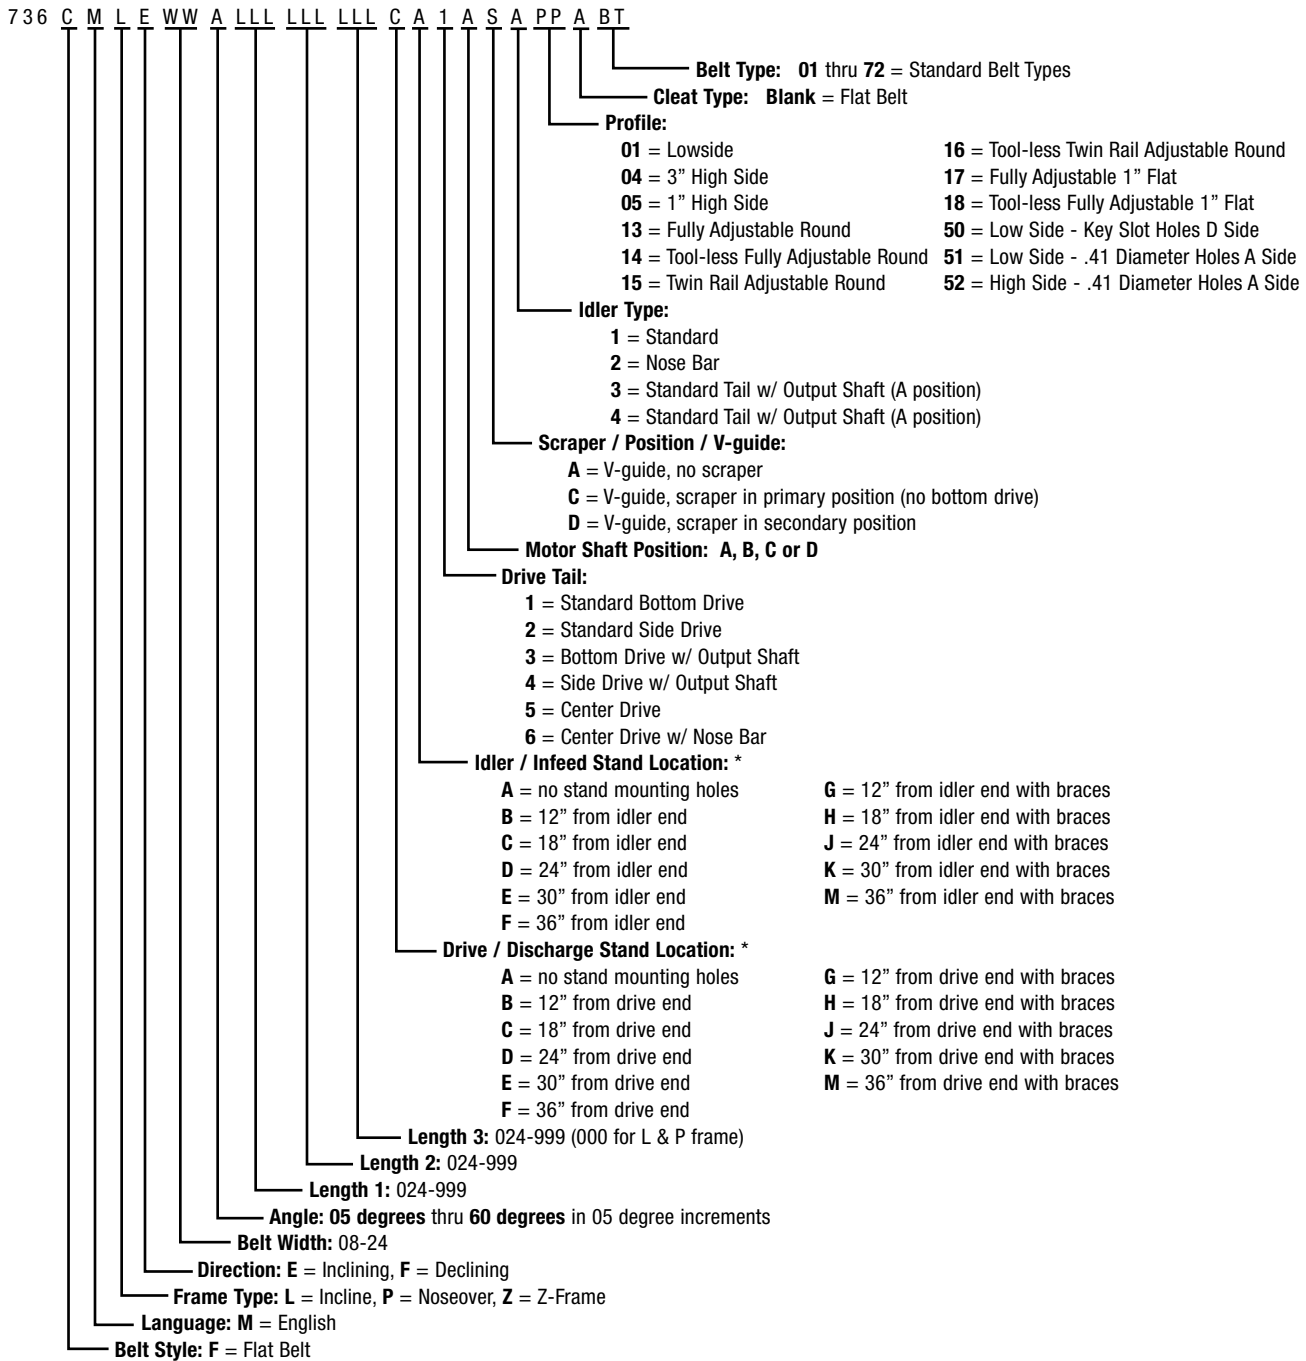 736 C M L E WW A LLL LLL LLL C A 1 A S A PP A BT
Belt Type: 01 thru 72 = Standard Belt Types
Cleat Type: Blank = Flat Belt
Profile:
01 = Lowside
16 = Tool-less Twin Rail Adjustable Round
04 = 3” High Side
17 = Fully Adjustable 1” Flat
05 = 1” High Side
18 = Tool-less Fully Adjustable 1” Flat
13 = Fully Adjustable Round
50 = Low Side - Key Slot Holes D Side
14 = Tool-less Fully Adjustable Round
51 = Low Side - .41 Diameter Holes A Side
15 = Twin Rail Adjustable Round
52 = High Side - .41 Diameter Holes A Side
Idler Type:
1 = Standard
2 = Nose Bar
3 = Standard Tail w/ Output Shaft (A position)
4 = Standard Tail w/ Output Shaft (A position)
Scraper / Position / V-guide:
A = V-guide, no scraper
C = V-guide, scraper in primary position (no bottom drive)
D = V-guide, scraper in secondary position
Motor Shaft Position: A, B, C or D
Drive Tail:
1 = Standard Bottom Drive
2 = Standard Side Drive
3 = Bottom Drive w/ Output Shaft
4 = Side Drive w/ Output Shaft
5 = Center Drive
6 = Center Drive w/ Nose Bar
Idler / Infeed Stand Location: *
A = no stand mounting holes
G = 12” from idler end with braces
B = 12” from idler end
H = 18” from idler end with braces
C = 18” from idler end
J = 24” from idler end with braces
D = 24” from idler end
K = 30” from idler end with braces
E = 30” from idler end
M = 36” from idler end with braces
F = 36” from idler end
Drive / Discharge Stand Location: *
A = no stand mounting holes
G = 12” from drive end with braces
B = 12” from drive end
H = 18” from drive end with braces
C = 18” from drive end
J = 24” from drive end with braces
D = 24” from drive end
K = 30” from drive end with braces
E = 30” from drive end
M = 36” from drive end with braces
F = 36” from drive end
Length 3: 024-999 (000 for L & P frame)
Length 2: 024-999
Length 1: 024-999
Angle: 05 degrees thru 60 degrees in 05 degree increments
Belt Width: 08-24
Direction: E = Inclining, F = Declining
Frame Type: L = Incline, P = Noseover, Z = Z-Frame
Language: M = English
Belt Style: F = Flat Belt